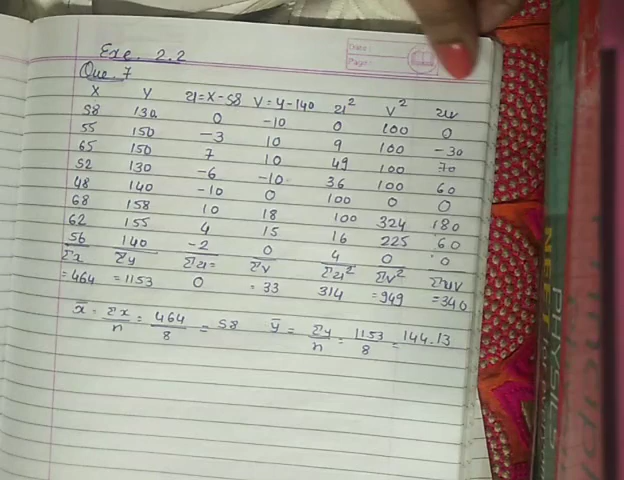 Exe. 2.2
Date :
Page :
Que. 7
x y u=x-58 v=y-140 u² v² uv
58 130 0 -10 0 100 0
55 150 -3 10 9 100 -30
65 150 7 10 49 100 70
52 130 -6 -10 36 100 60
48 140 -10 0 100 0 0
68 158 10 18 100 324 180
62 155 4 15 16 225 60
56 140 -2 0 4 0 0
Σx Σy Σu= Σv Σu² Σv² Σuv
=464 =1153 0 =33 314 =949 =340
x̄ = Σx/n = 464/8 = 58 ȳ = Σy/n = 1153/8 = 144.13
NEET
PHYSICS